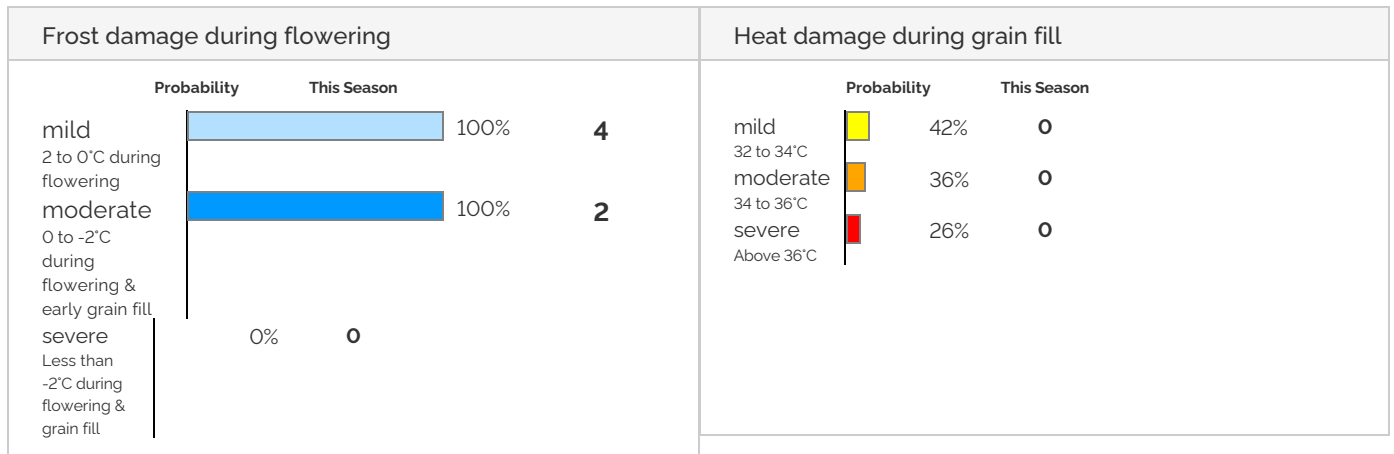 Frost damage during flowering
Probability This Season
mild 100% 4
2 to 0°C during
flowering
moderate 100% 2
0 to -2°C
during
flowering &
early grain fill
severe 0% 0
Less than
-2°C during
flowering &
grain fill
Heat damage during grain fill
Probability This Season
mild 42% 0
32 to 34°C
moderate 36% 0
34 to 36°C
severe 26% 0
Above 36°C